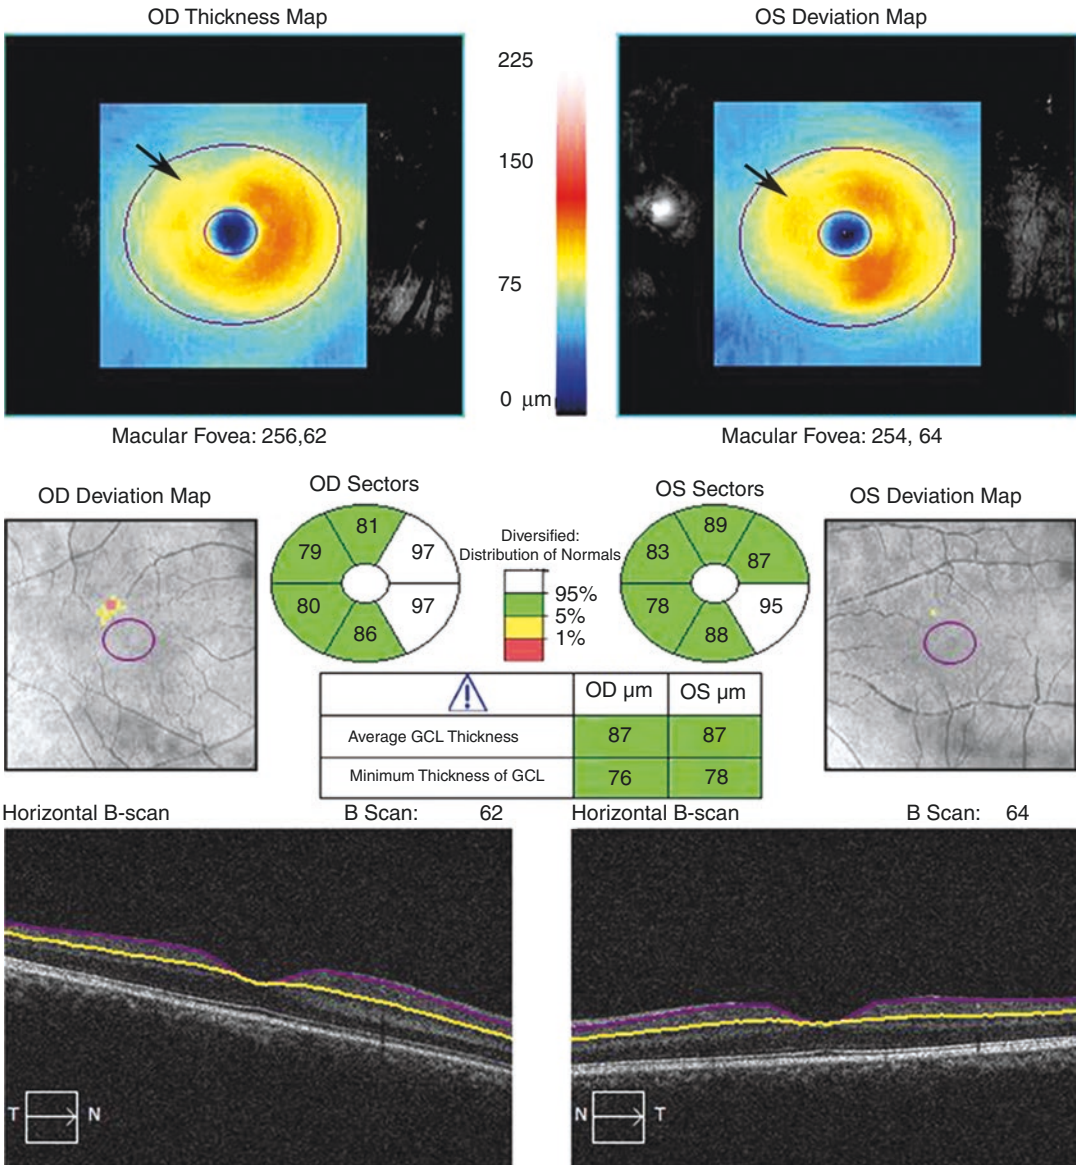 OD Thickness Map
OS Deviation Map
225
150
75
0 μm
Macular Fovea: 256,62
Macular Fovea: 254, 64
OD Deviation Map
OD Sectors
OS Sectors
OS Deviation Map
81
79
97
80
97
86
Diversified:
Distribution of Normals
95%
5%
1%
89
83
87
78
95
88
OD μm
OS μm
Average GCL Thickness
87
87
Minimum Thickness of GCL
76
78
Horizontal B-scan
B Scan: 62
Horizontal B-scan
B Scan: 64
T
N
N
T